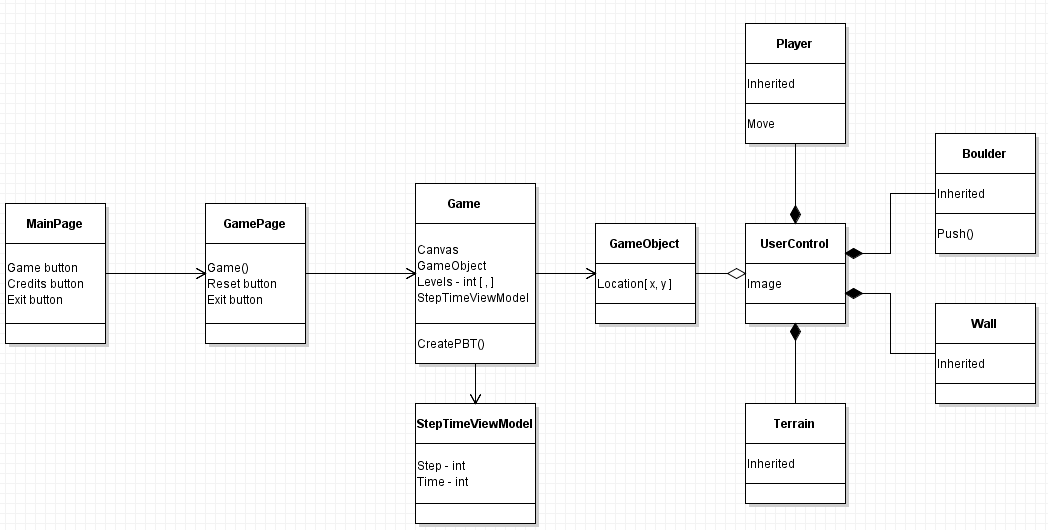 MainPage
Game button
Credits button
Exit button
GamePage
Game()
Reset button
Exit button
Game
Canvas
GameObject
Levels - int [ , ]
StepTimeViewModel
CreatePBT()
StepTimeViewModel
Step - int
Time - int
GameObject
Location[ x, y ]
Player
Inherited
Move
UserControl
Image
Terrain
Inherited
Boulder
Inherited
Push()
Wall
Inherited